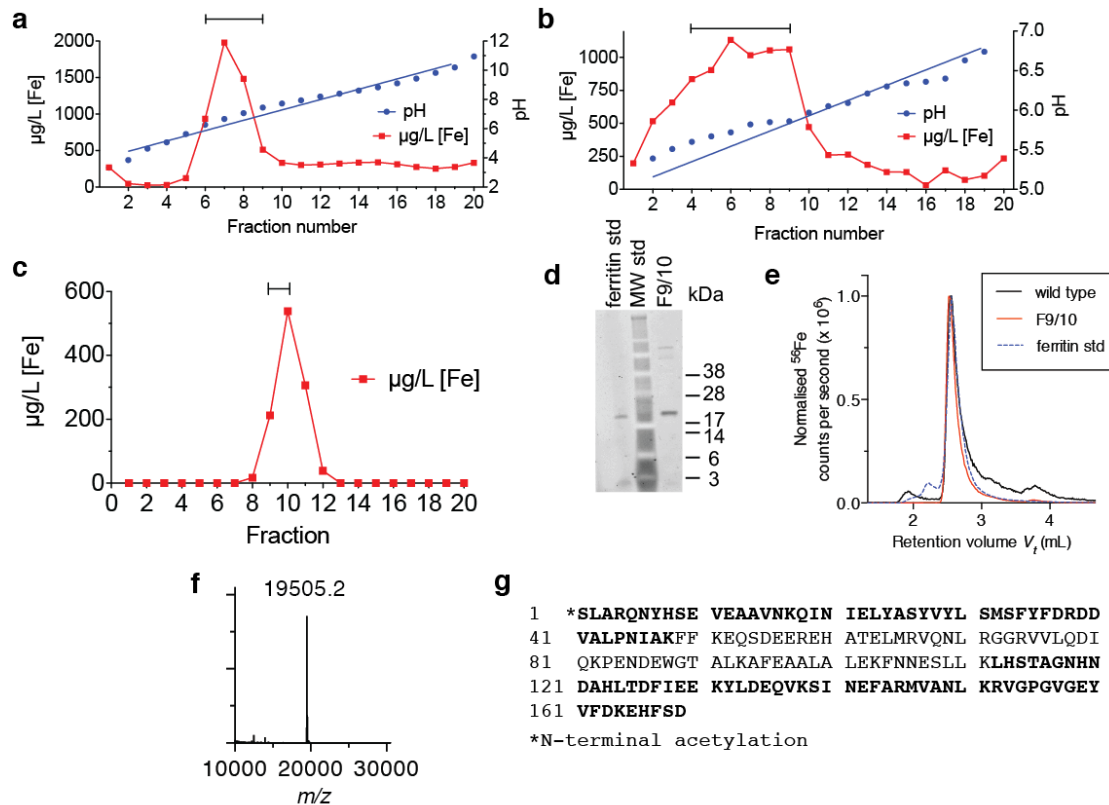 a
2000
1500
1000
500
0
µg/L [Fe]
12
10
8
6
4
2
pH
pH
µg/L [Fe]
2 4 6 8 10 12 14 16 18 20
Fraction number
b
1000
750
500
250
0
µg/L [Fe]
7.0
6.5
6.0
5.5
5.0
pH
pH
µg/L [Fe]
2 4 6 8 10 12 14 16 18 20
Fraction number
c
600
400
200
0
µg/L [Fe]
µg/L [Fe]
0 2 4 6 8 10 12 14 16 18 20
Fraction
d
ferritin std
MW std
F9/10
kDa
38
28
17
14
6
3
e
wild type
F9/10
ferritin std
Normalised ⁵⁶Fe
counts per second (x 10⁶)
1.0
0.5
0.0
2 3 4
Retention volume Vₜ (mL)
f
19505.2
10000 20000 30000
m/z
g
1 *SLARQNYHSE VEAAVNKQIN IELYASYVYL SMSFYFDRDD
41 VALPNIAKFF KEQSDEEREH ATELMRVQNL RGGRVVLQDI
81 QKPENDEWGT ALKAFEAALA LEKFNNESLL KLHSTAGNHN
121 DAHLTDFIEE KYLDEQVKSI NEFARMVANL KRVGPGVGEY
161 VFDKEHFSD
*N-terminal acetylation